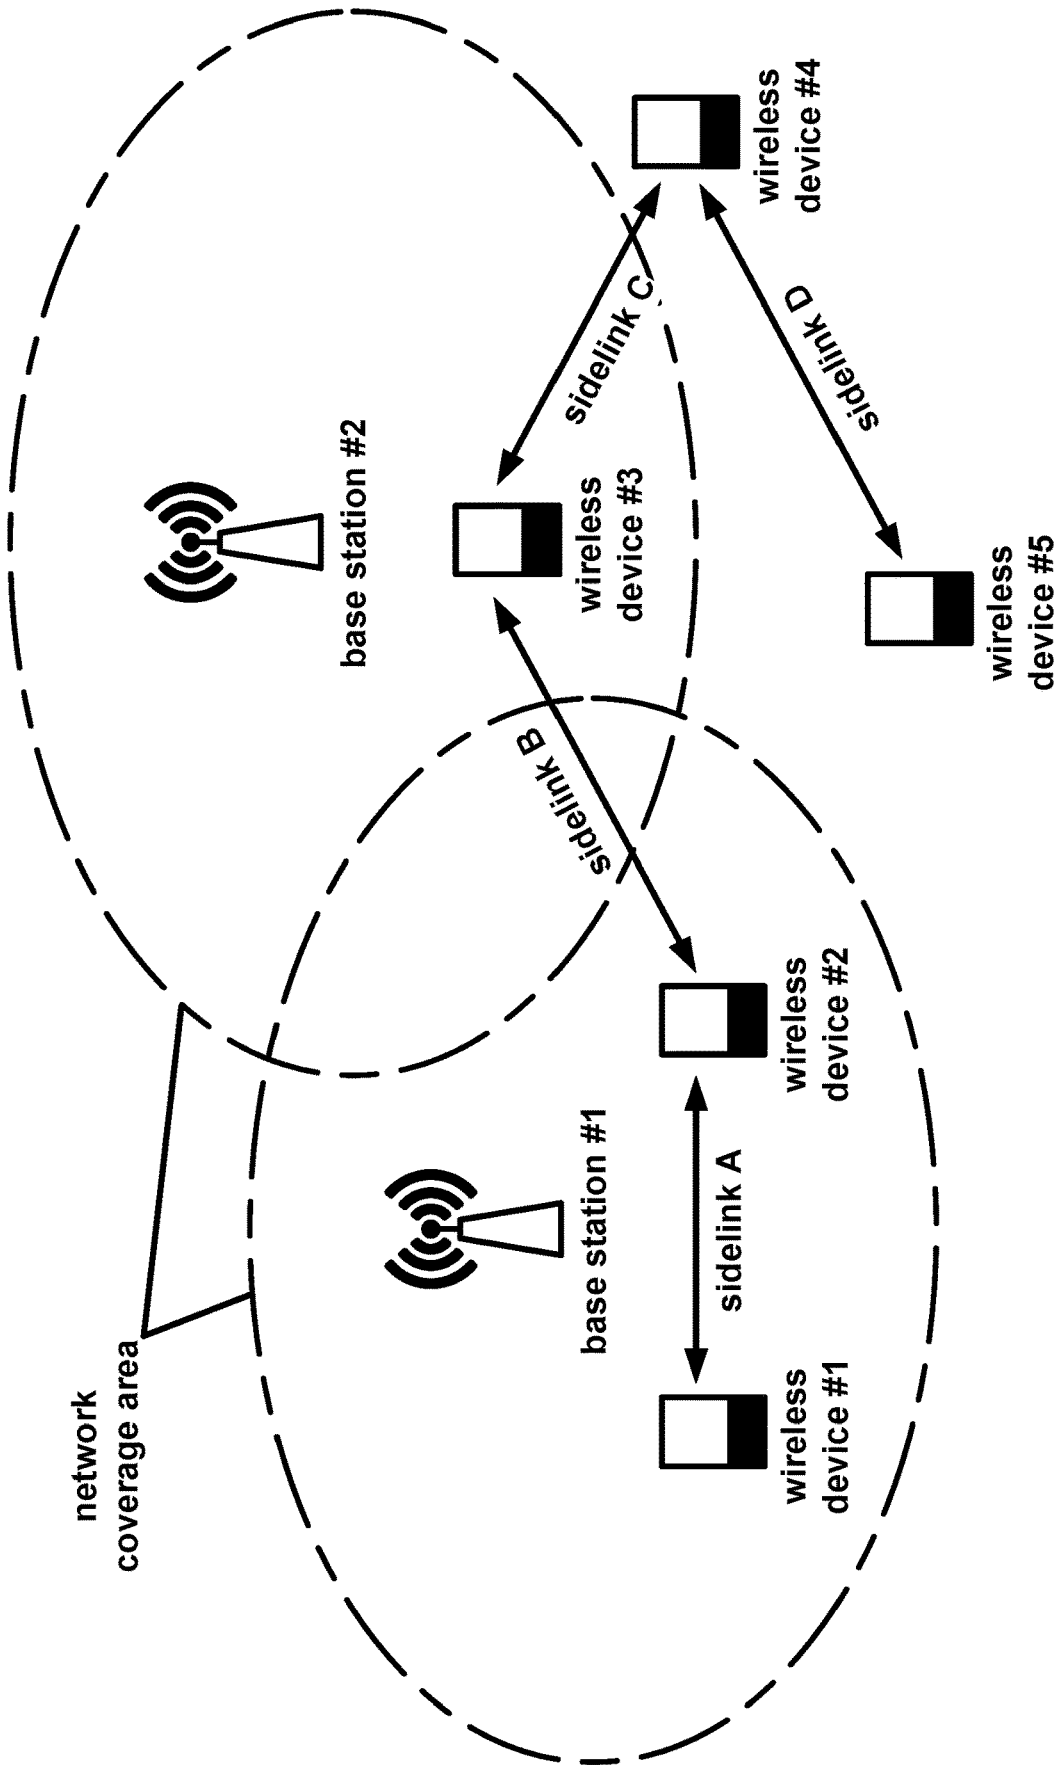 network
coverage area
base station #2
base station #1
sidelink B
sidelink C
wireless
device #3
wireless
device #4
sidelink A
sidelink D
wireless
device #1
wireless
device #2
wireless
device #5